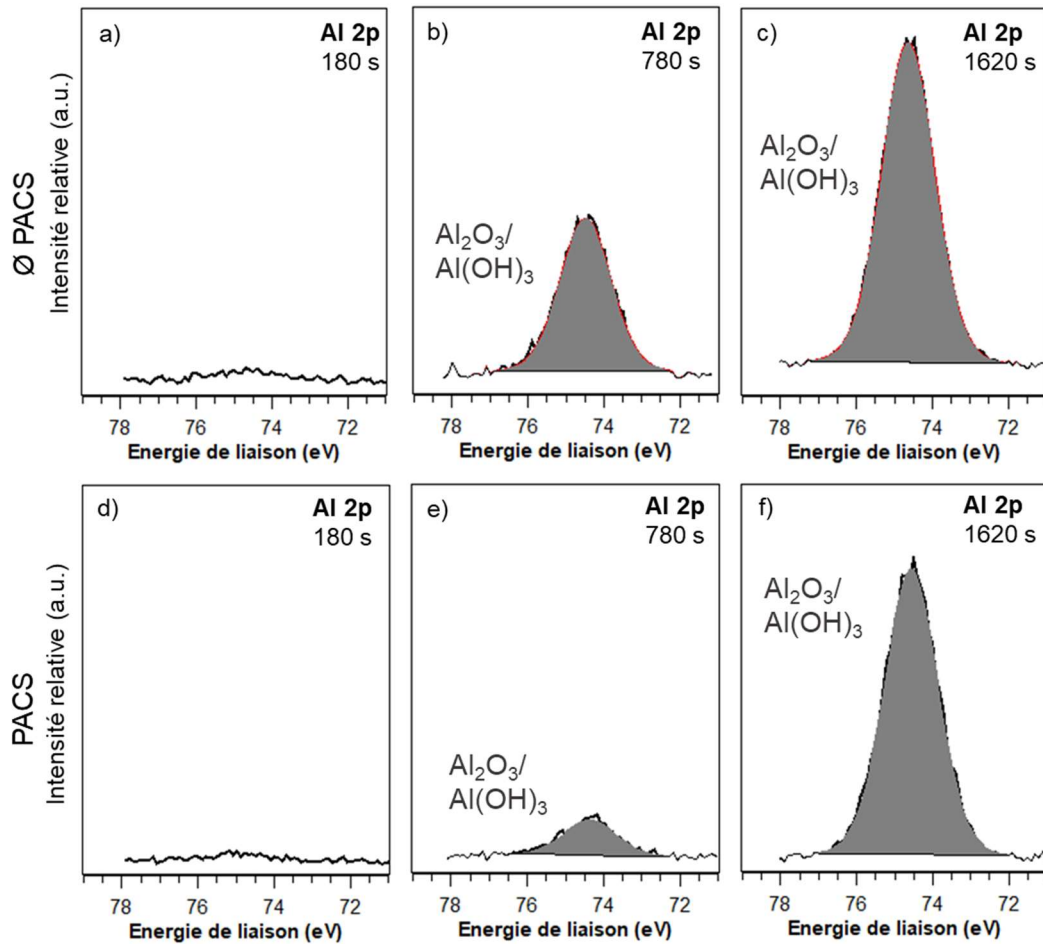 Ø PACS
Intensité relative (a.u.)
a)
Al 2p
180 s
78 76 74 72
Energie de liaison (eV)
b)
Al 2p
780 s
Al₂O₃/
Al(OH)₃
78 76 74 72
Energie de liaison (eV)
c)
Al 2p
1620 s
Al₂O₃/
Al(OH)₃
78 76 74 72
Energie de liaison (eV)
PACS
Intensité relative (a.u.)
d)
Al 2p
180 s
78 76 74 72
Energie de liaison (eV)
e)
Al 2p
780 s
Al₂O₃/
Al(OH)₃
78 76 74 72
Energie de liaison (eV)
f)
Al 2p
1620 s
Al₂O₃/
Al(OH)₃
78 76 74 72
Energie de liaison (eV)